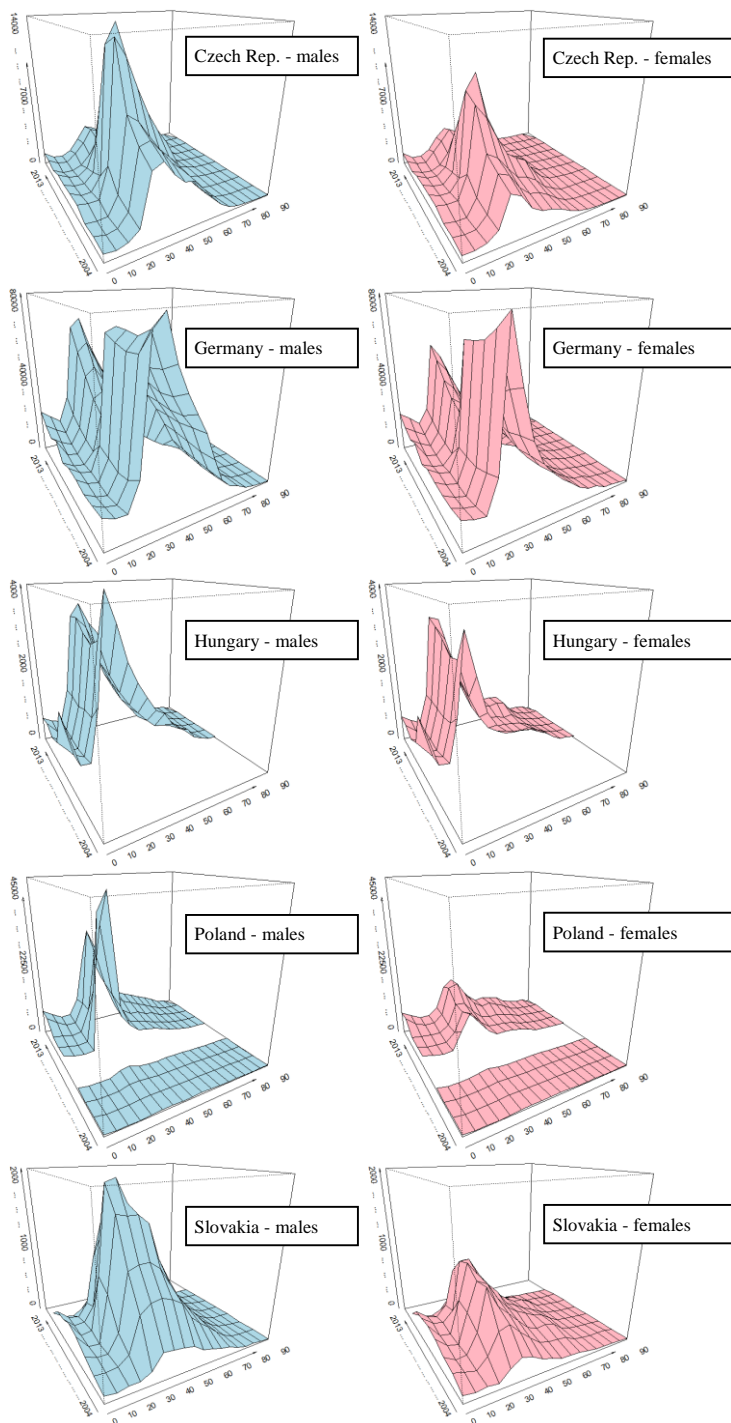 Czech Rep. - males
14000
... ...
7000
... ...
0
2013
... ... ...
2004
0 10 20 30 40 50 60 70 80 90
Czech Rep. - females
14000
... ...
7000
... ...
0
2013
... ... ...
2004
0 10 20 30 40 50 60 70 80 90
Germany - males
80000
... ...
40000
... ...
0
2013
... ... ...
2004
0 10 20 30 40 50 60 70 80 90
Germany - females
80000
... ...
40000
... ...
0
2013
... ... ...
2004
0 10 20 30 40 50 60 70 80 90
Hungary - males
4000
... ...
2000
... ...
0
2013
... ... ...
2004
0 10 20 30 40 50 60 70 80 90
Hungary - females
4000
... ...
2000
... ...
0
2013
... ... ...
2004
0 10 20 30 40 50 60 70 80 90
Poland - males
45000
... ...
22500
... ...
0
2013
... ... ...
2004
0 10 20 30 40 50 60 70 80 90
Poland - females
45000
... ...
22500
... ...
0
2013
... ... ...
2004
0 10 20 30 40 50 60 70 80 90
Slovakia - males
2000
... ...
1000
... ...
0
2013
... ... ...
2004
0 10 20 30 40 50 60 70 80 90
Slovakia - females
2000
... ...
1000
... ...
0
2013
... ... ...
2004
0 10 20 30 40 50 60 70 80 90